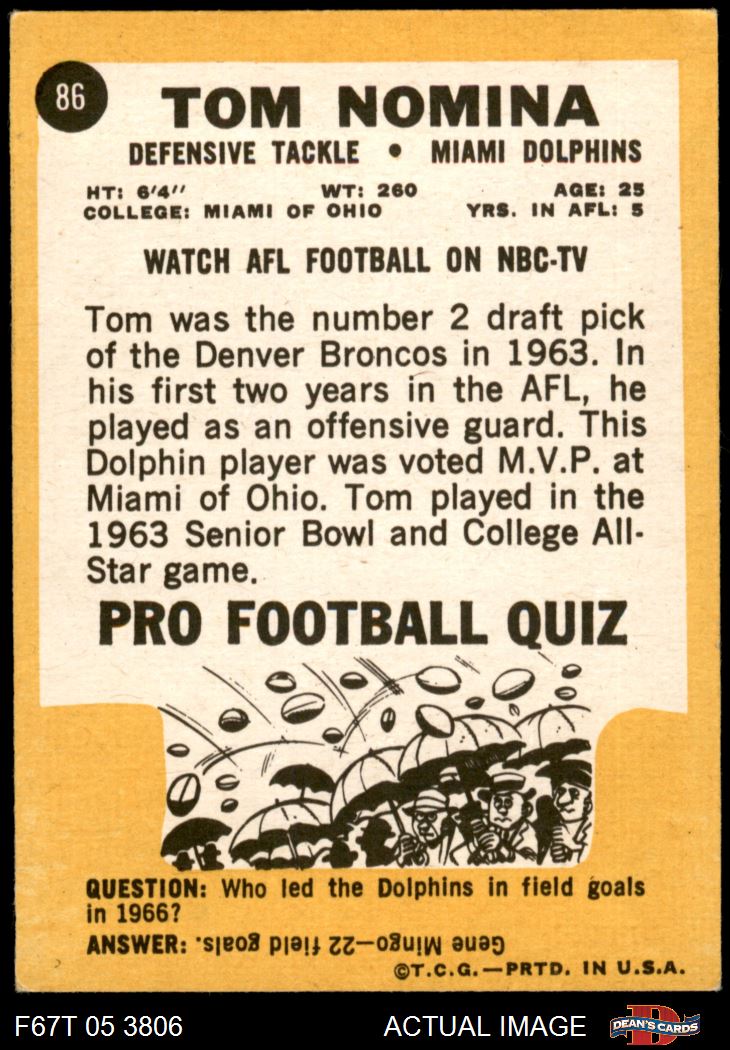 86
TOM NOMINA
DEFENSIVE TACKLE • MIAMI DOLPHINS
HT: 6'4" WT: 260 AGE: 25
COLLEGE: MIAMI OF OHIO YRS. IN AFL: 5
WATCH AFL FOOTBALL ON NBC-TV
Tom was the number 2 draft pick
of the Denver Broncos in 1963. In
his first two years in the AFL, he
played as an offensive guard. This
Dolphin player was voted M.V.P. at
Miami of Ohio. Tom played in the
1963 Senior Bowl and College All-
Star game.
PRO FOOTBALL QUIZ
QUESTION: Who led the Dolphins in field goals
in 1966?
ANSWER: Gene Mingo—22 field goals.
©T.C.G.—PRTD. IN U.S.A.
F67T 05 3806 ACTUAL IMAGE D DEAN'S CARDS